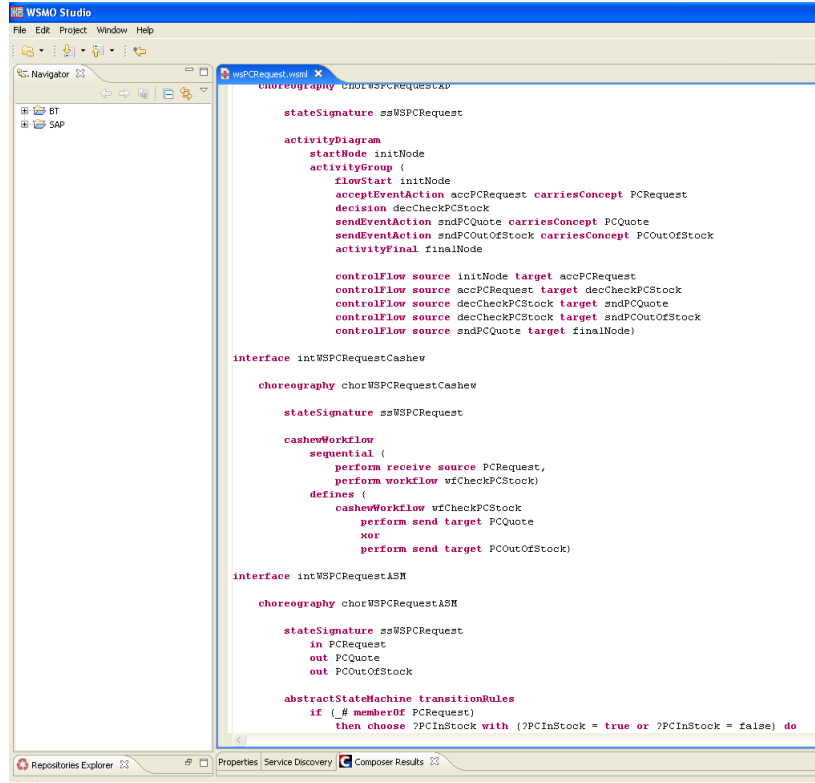 WSMO Studio
File Edit Project Window Help
Navigator
BT
SAP
wsPCRequest.wsml
choreography chorWSPCRequestAD
stateSignature ssWSPCRequest
activityDiagram
startNode initNode
activityGroup {
flowStart initNode
acceptEventAction accPCRequest carriesConcept PCRequest
decision decCheckPCStock
sendEventAction sndPCQuote carriesConcept PCQuote
sendEventAction sndPCOutOfStock carriesConcept PCOutOfStock
activityFinal finalNode
controlFlow source initNode target accPCRequest
controlFlow source accPCRequest target decCheckPCStock
controlFlow source decCheckPCStock target sndPCQuote
controlFlow source decCheckPCStock target sndPCOutOfStock
controlFlow source sndPCQuote target finalNode}
interface intWSPCRequestCashew
choreography chorWSPCRequestCashew
stateSignature ssWSPCRequest
cashewWorkflow
sequential {
perform receive source PCRequest,
perform workflow wfCheckPCStock}
defines {
cashewWorkflow wfCheckPCStock
perform send target PCQuote
xor
perform send target PCOutOfStock}
interface intWSPCRequestASM
choreography chorWSPCRequestASM
stateSignature ssWSPCRequest
in PCRequest
out PCQuote
out PCOutOfStock
abstractStateMachine transitionRules
if (_# memberOf PCRequest)
then choose ?PCInStock with (?PCInStock = true or ?PCInStock = false) do
Repositories Explorer
Properties Service Discovery Composer Results